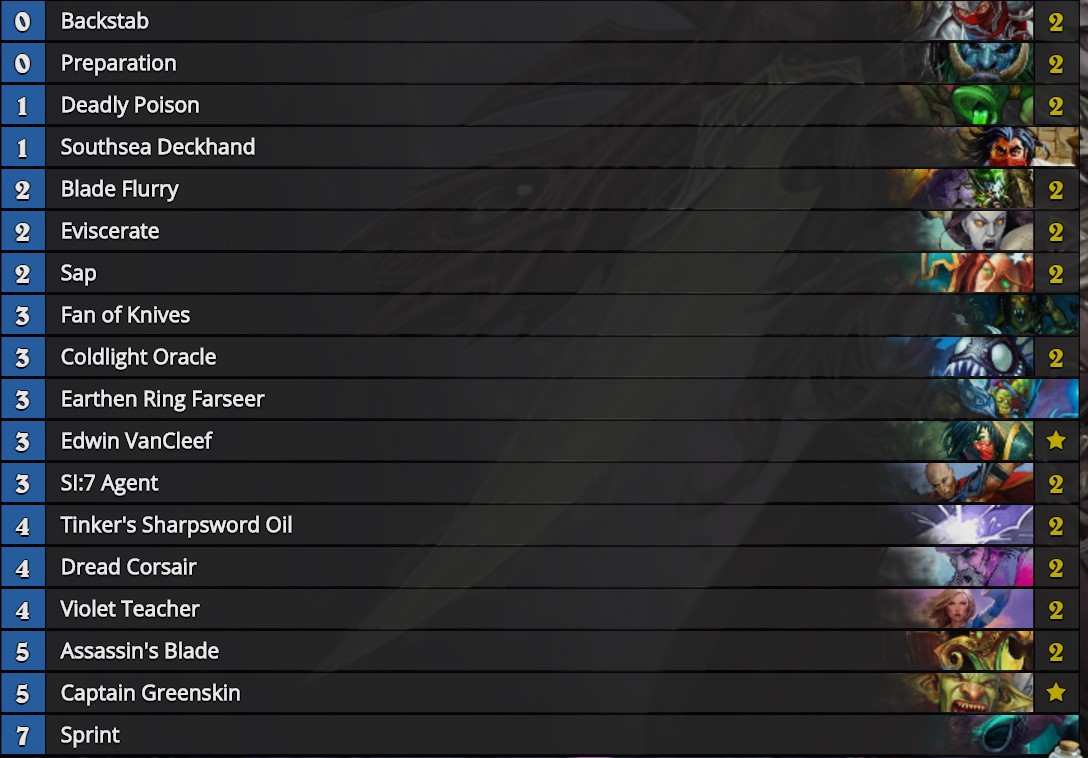 0 Backstab 2
0 Preparation 2
1 Deadly Poison 2
1 Southsea Deckhand
2 Blade Flurry 2
2 Eviscerate 2
2 Sap 2
3 Fan of Knives
3 Coldlight Oracle 2
3 Earthen Ring Farseer
3 Edwin VanCleef ★
3 SI:7 Agent 2
4 Tinker's Sharpsword Oil 2
4 Dread Corsair 2
4 Violet Teacher 2
5 Assassin's Blade 2
5 Captain Greenskin ★
7 Sprint